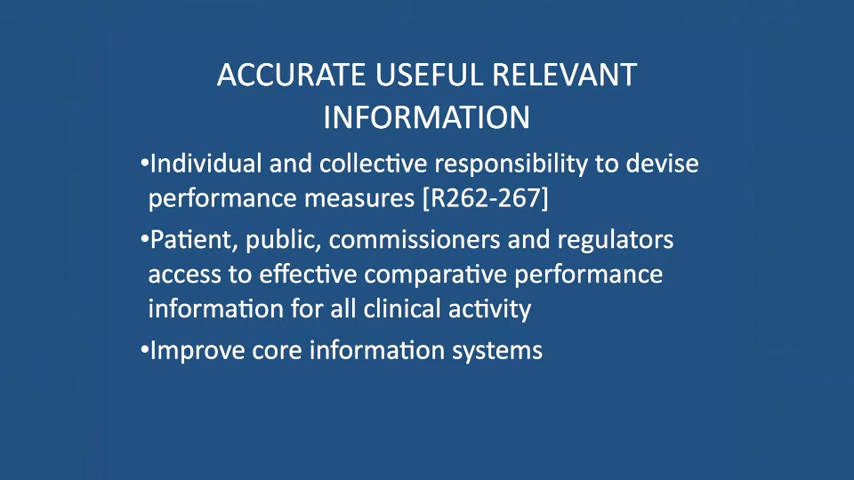 ACCURATE USEFUL RELEVANT
INFORMATION
•Individual and collective responsibility to devise
performance measures [R262-267]
•Patient, public, commissioners and regulators
access to effective comparative performance
information for all clinical activity
•Improve core information systems